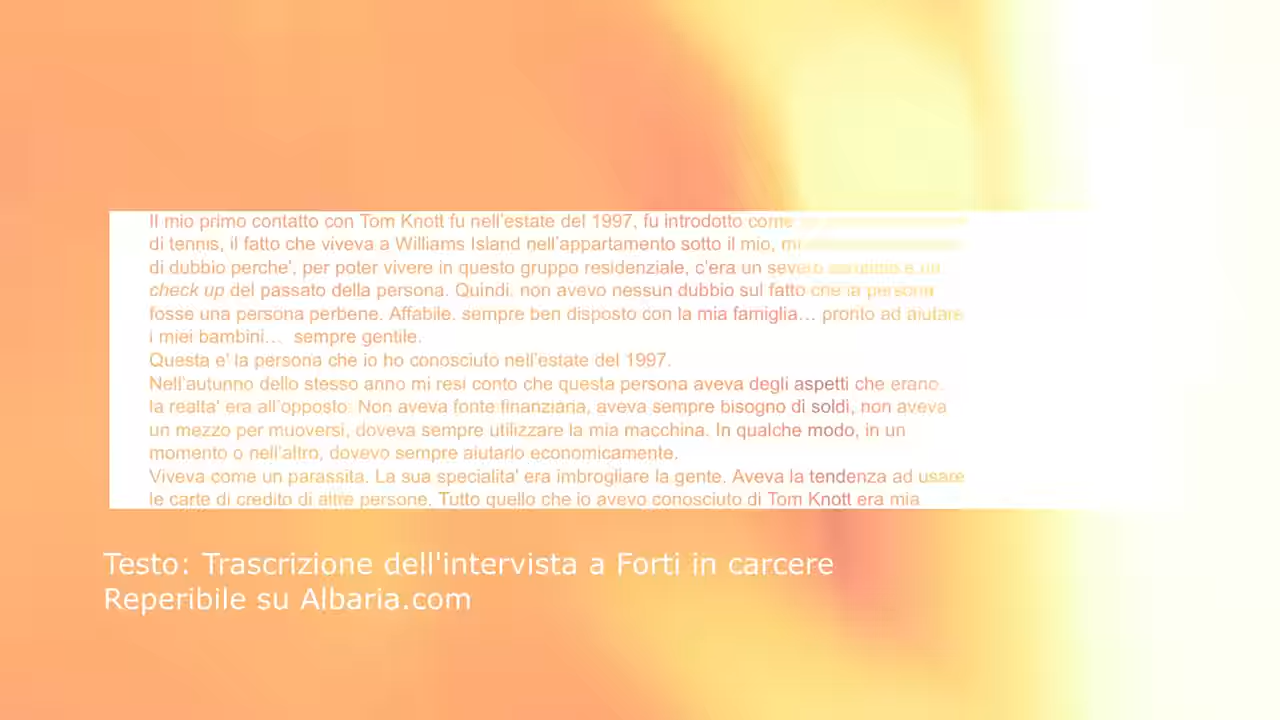 Il mio primo contatto con Tom Knott fu nell'estate del 1997, fu introdotto come
di tennis, il fatto che viveva a Williams Island nell'appartamento sotto il mio,
di dubbio perche', per poter vivere in questo gruppo residenziale, c'era un severo
check up del passato della persona. Quindi. non avevo nessun dubbio sul fatto che la persona
fosse una persona perbene. Affabile. sempre ben disposto con la mia famiglia… pronto ad aiutare
i miei bambini… sempre gentile.
Questa e' la persona che io ho conosciuto nell'estate del 1997.
Nell'autunno dello stesso anno mi resi conto che questa persona aveva degli aspetti che erano.
la realta' era all'opposto. Non aveva fonte finanziaria, aveva sempre bisogno di soldi, non aveva
un mezzo per muoversi, doveva sempre utilizzare la mia macchina. In qualche modo, in un
momento o nell'altro, dovevo sempre aiutarlo economicamente.
Viveva come un parassita. La sua specialita' era imbrogliare la gente. Aveva la tendenza ad usare
le carte di credito di altre persone. Tutto quello che io avevo conosciuto di Tom Knott era mia
Testo: Trascrizione dell'intervista a Forti in carcere
Reperibile su Albaria.com